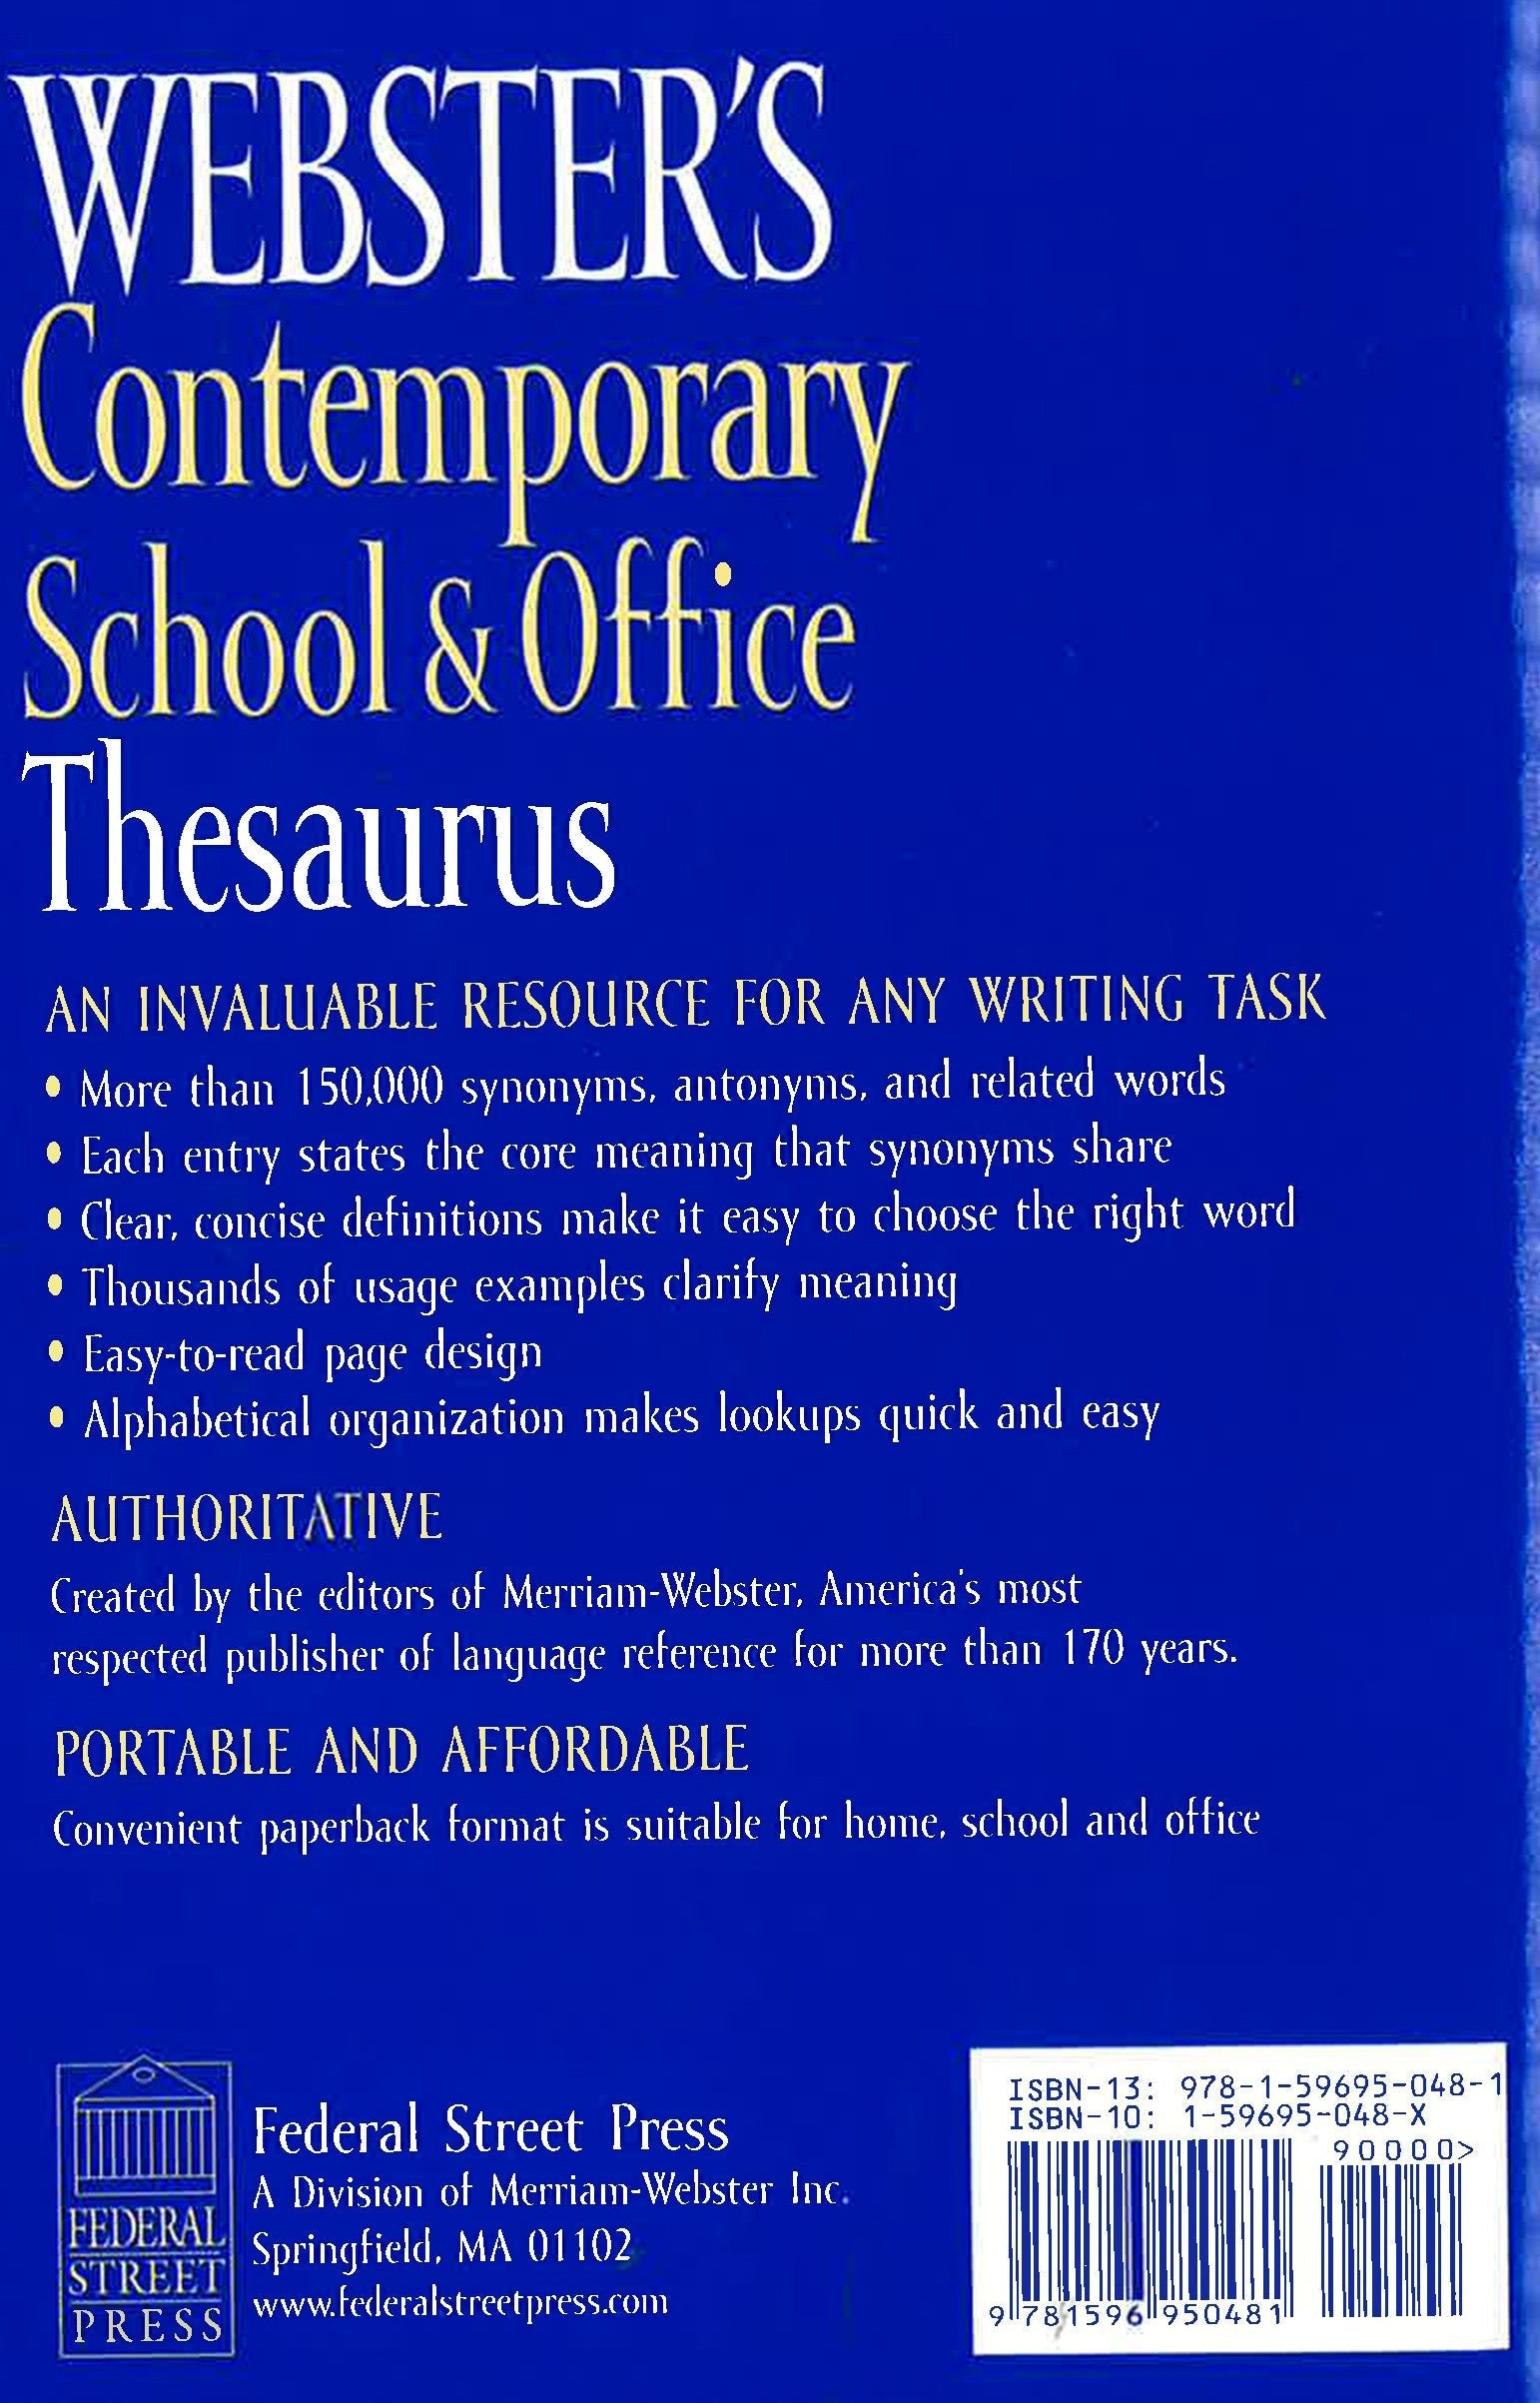 WEBSTER'S
Contemporary
School & Office
Thesaurus
AN INVALUABLE RESOURCE FOR ANY WRITING TASK
• More than 150,000 synonyms, antonyms, and related words
• Each entry states the core meaning that synonyms share
• Clear, concise definitions make it easy to choose the right word
• Thousands of usage examples clarify meaning
• Easy-to-read page design
• Alphabetical organization makes lookups quick and easy
AUTHORITATIVE
Created by the editors of Merriam-Webster, America's most
respected publisher of language reference for more than 170 years.
PORTABLE AND AFFORDABLE
Convenient paperback format is suitable for home, school and office
FEDERAL
STREET
PRESS
Federal Street Press
A Division of Merriam-Webster Inc.
Springfield, MA 01102
www.federalstreetpress.com
ISBN-13: 978-1-59695-048-1
ISBN-10: 1-59695-048-X
90000>
9 781596 950481